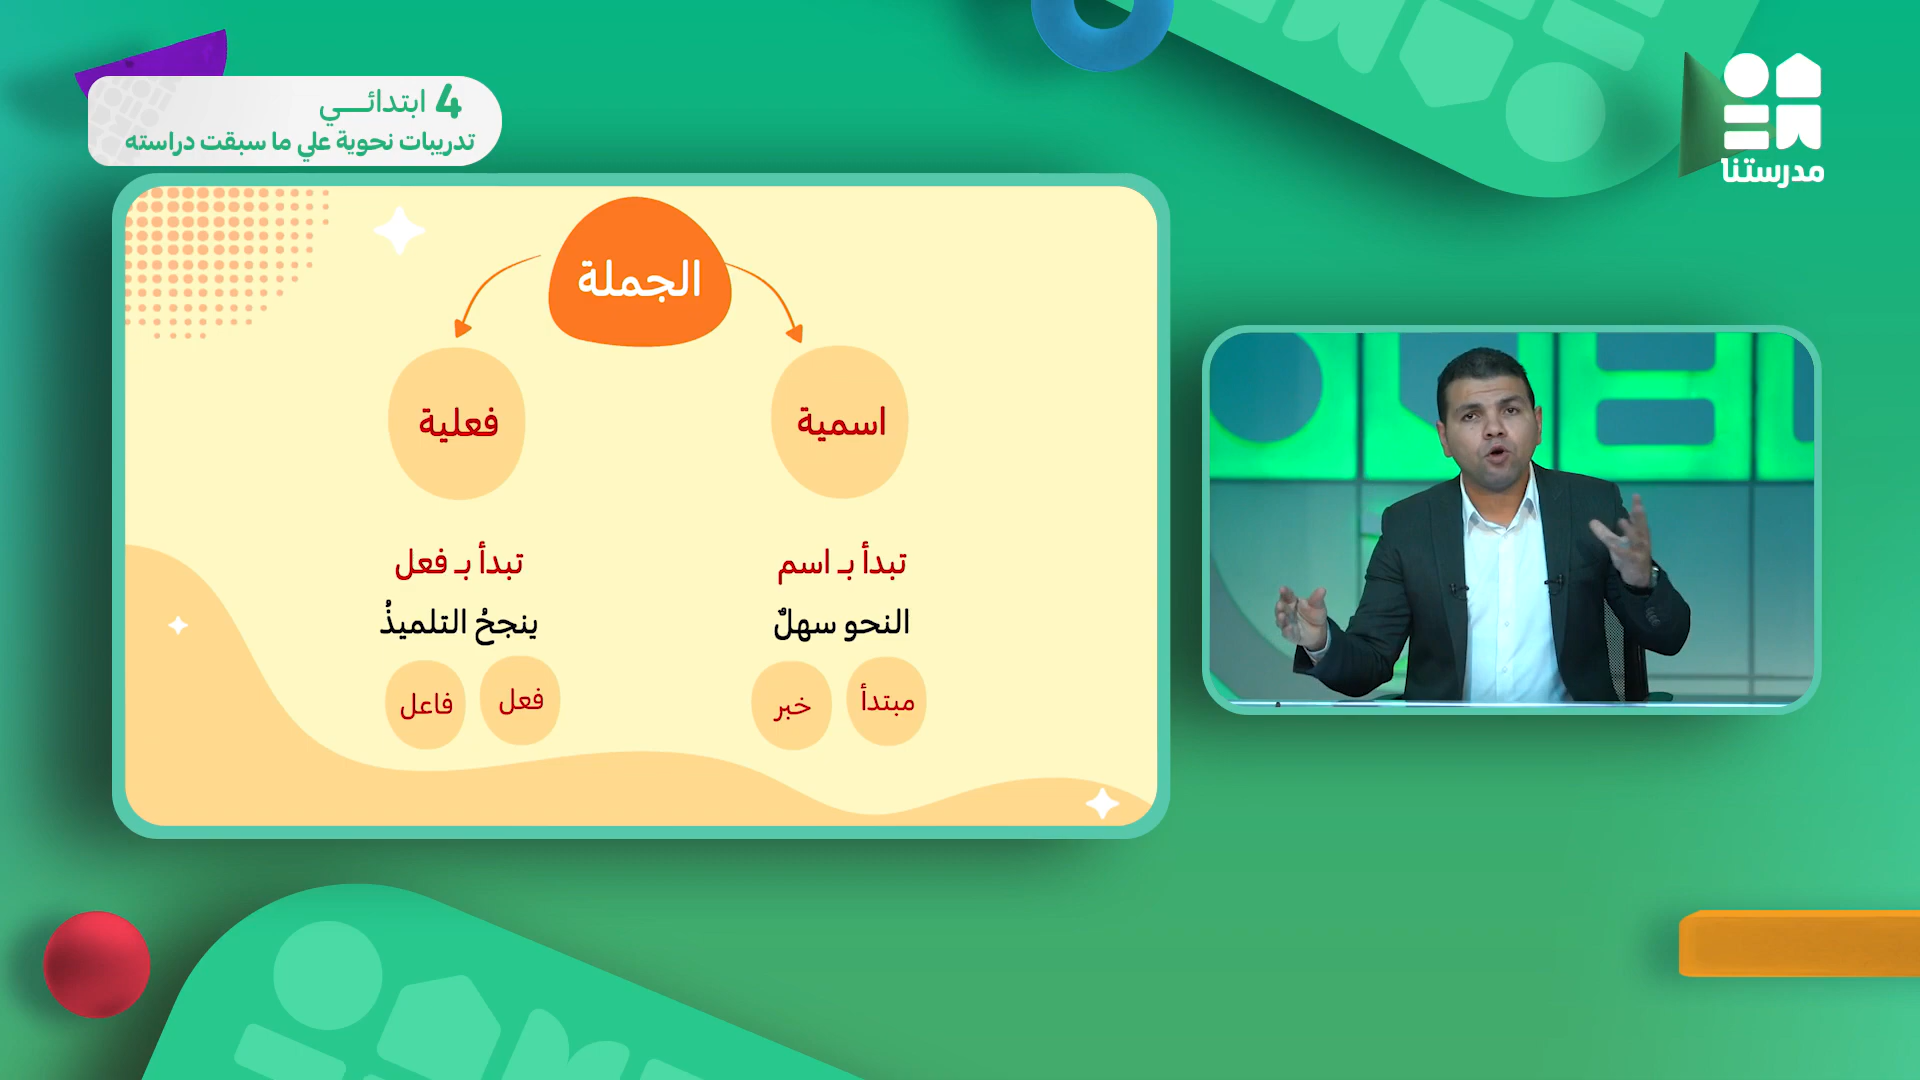 4 ابتدائـــي
تدريبات نحوية علي ما سبقت دراسته
مدرستنا
الجملة
اسمية
فعلية
تبدأ بـ اسم
تبدأ بـ فعل
النحو سهلٌ
ينجحُ التلميذُ
مبتدأ
خبر
فعل
فاعل